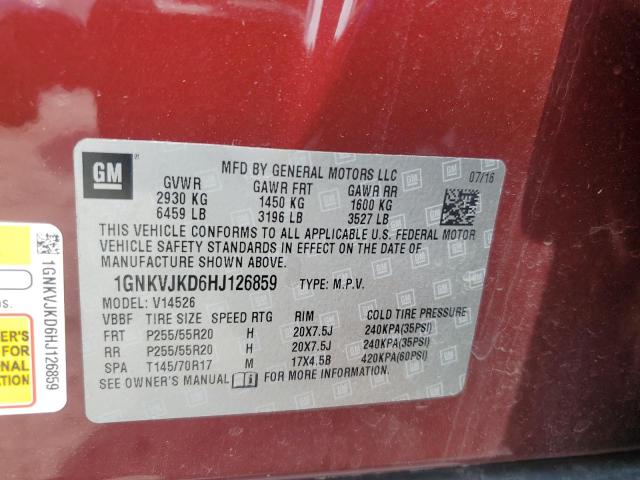 GM
MFD BY GENERAL MOTORS LLC
07/16
GVWR GAWR FRT GAWR RR
2930 KG 1450 KG 1600 KG
6459 LB 3196 LB 3527 LB
THIS VEHICLE CONFORMS TO ALL APPLICABLE U.S. FEDERAL MOTOR
VEHICLE SAFETY STANDARDS IN EFFECT ON THE DATE OF
MANUFACTURE SHOWN ABOVE.
1GNKVJKD6HJ126859 TYPE: M.P.V.
MODEL: V14526
VBBF TIRE SIZE SPEED RTG RIM COLD TIRE PRESSURE
FRT P255/55R20 H 20X7.5J 240KPA(35PSI)
RR P255/55R20 H 20X7.5J 240KPA(35PSI)
SPA T145/70R17 M 17X4.5B 420KPA(60PSI)
SEE OWNER'S MANUAL FOR MORE INFORMATION.
1GNKVJKD6HJ126859
NER'S
FOR
ONAL